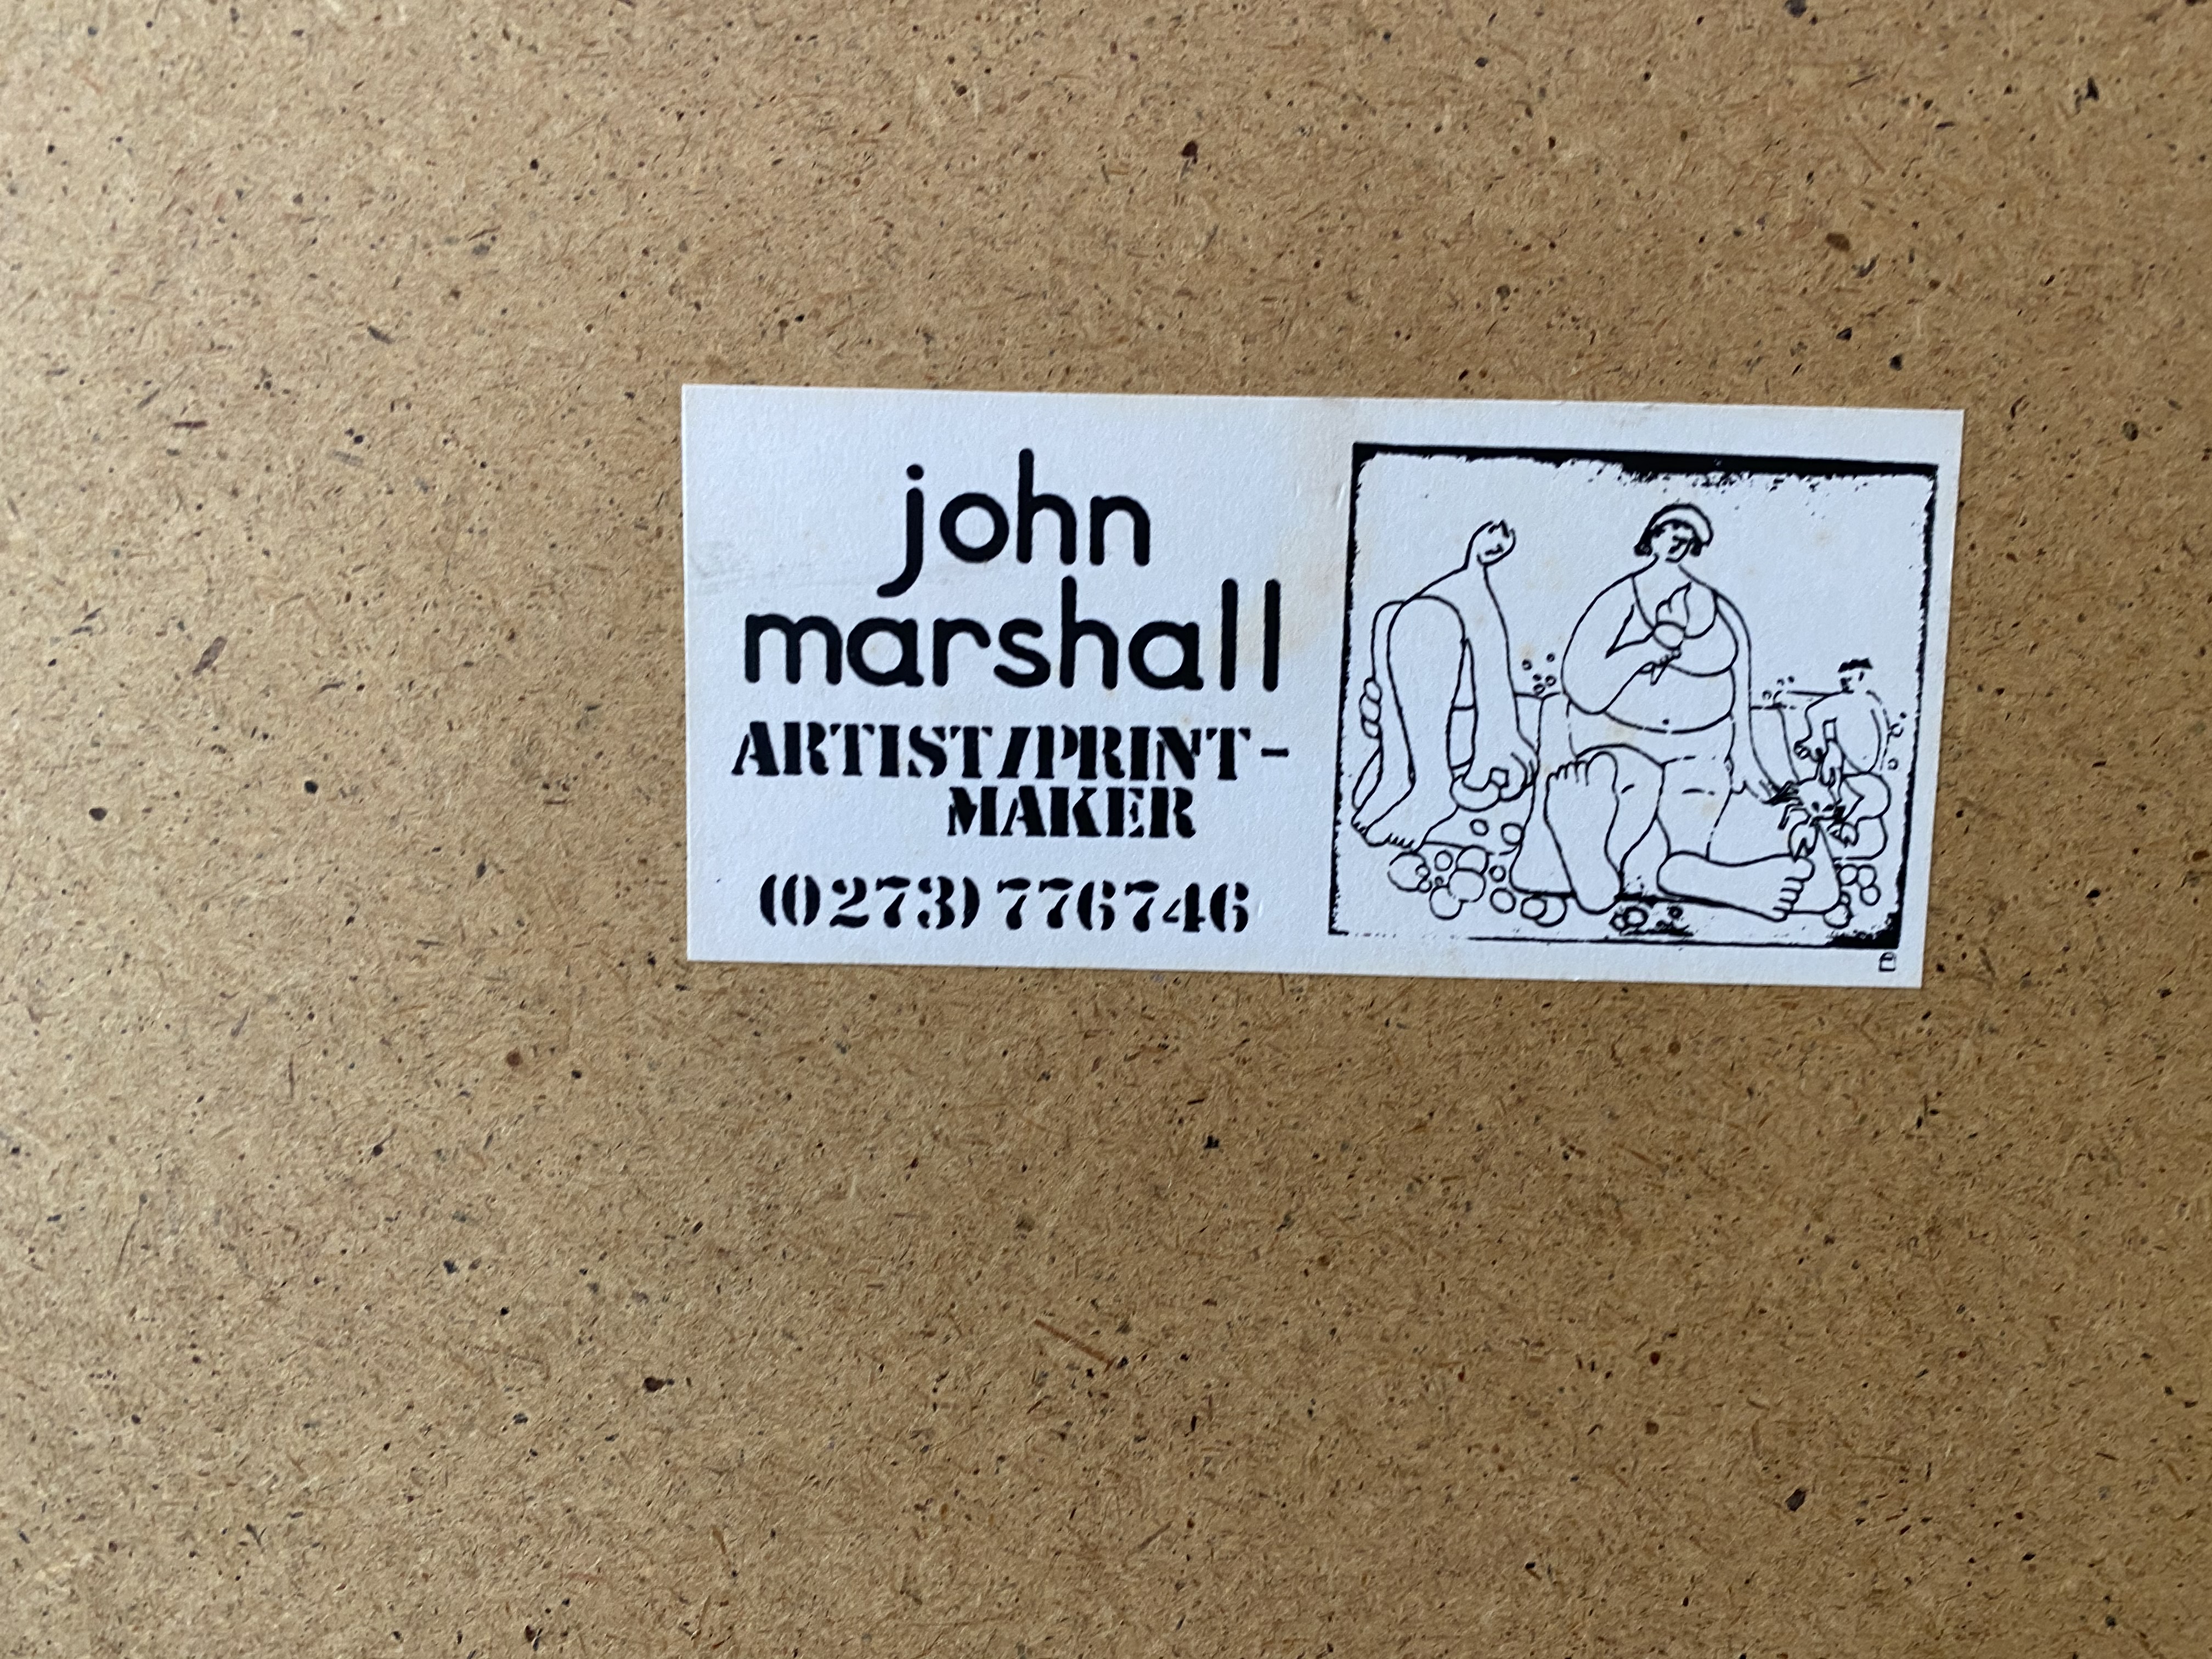 john
marshall
ARTIST/PRINT-
MAKER
(0273) 776746